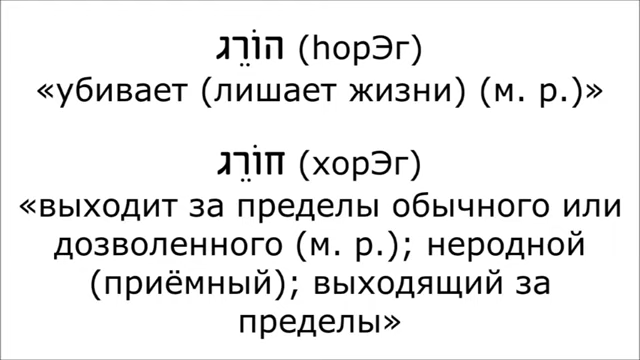 הוֹרֵג (hорЭг)
«убивает (лишает жизни) (м. р.)»
חוֹרֵג (хорЭг)
«выходит за пределы обычного или
дозволенного (м. р.); неродной
(приёмный); выходящий за
пределы»